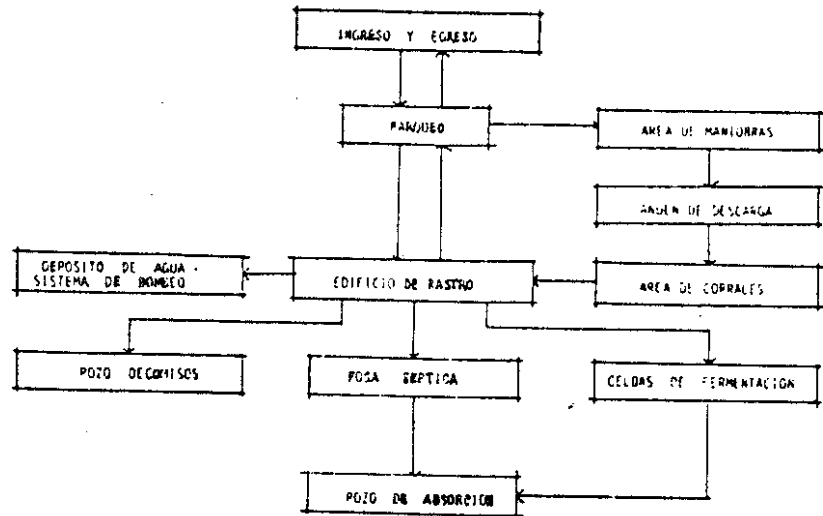 INGRESO Y EGRESO
PARQUEO
AREA DE MANIOBRAS
ANDEN DE DESCARGA
DEPOSITO DE AGUA -
SISTEMA DE BOMBEO
EDIFICIO DE RASTRO
AREA DE CORRALES
POZO DECOMISOS
FOSA SEPTICA
CELDAS DE FERMENTACION
POZO DE ABSORCION